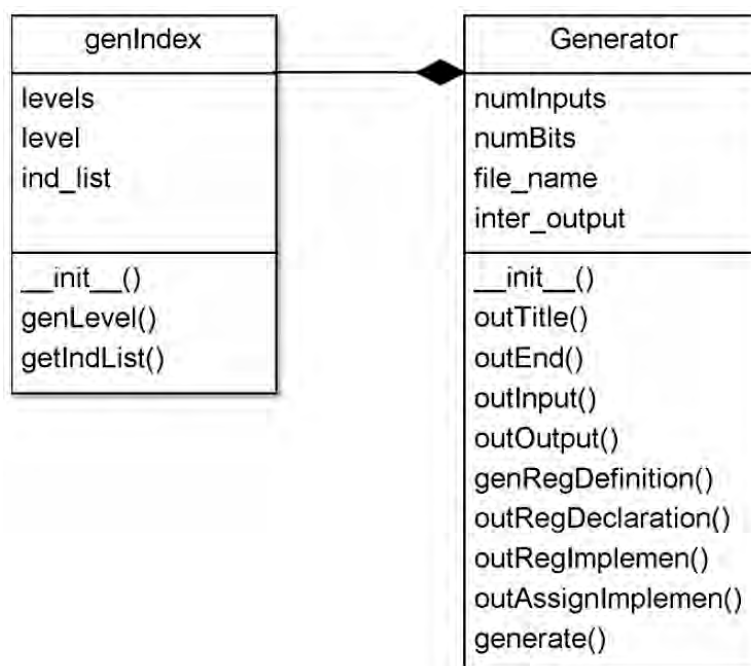 genIndex
levels
level
ind_list
__init__()
genLevel()
getIndList()
Generator
numInputs
numBits
file_name
inter_output
__init__()
outTitle()
outEnd()
outInput()
outOutput()
genRegDefinition()
outRegDeclaration()
outRegImplemen()
outAssignImplemen()
generate()